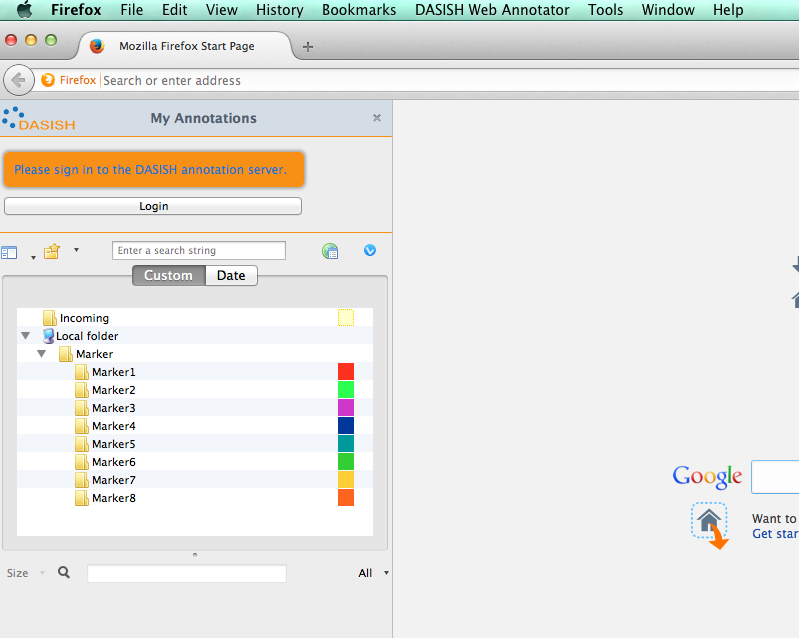 Firefox File Edit View History Bookmarks DASISH Web Annotator Tools Window Help
Mozilla Firefox Start Page
Firefox Search or enter address
DASISH My Annotations
Please sign in to the DASISH annotation server.
Login
Enter a search string
Custom Date
Incoming
Local folder
Marker
Marker1
Marker2
Marker3
Marker4
Marker5
Marker6
Marker7
Marker8
Google
Want to
Get star
Size All